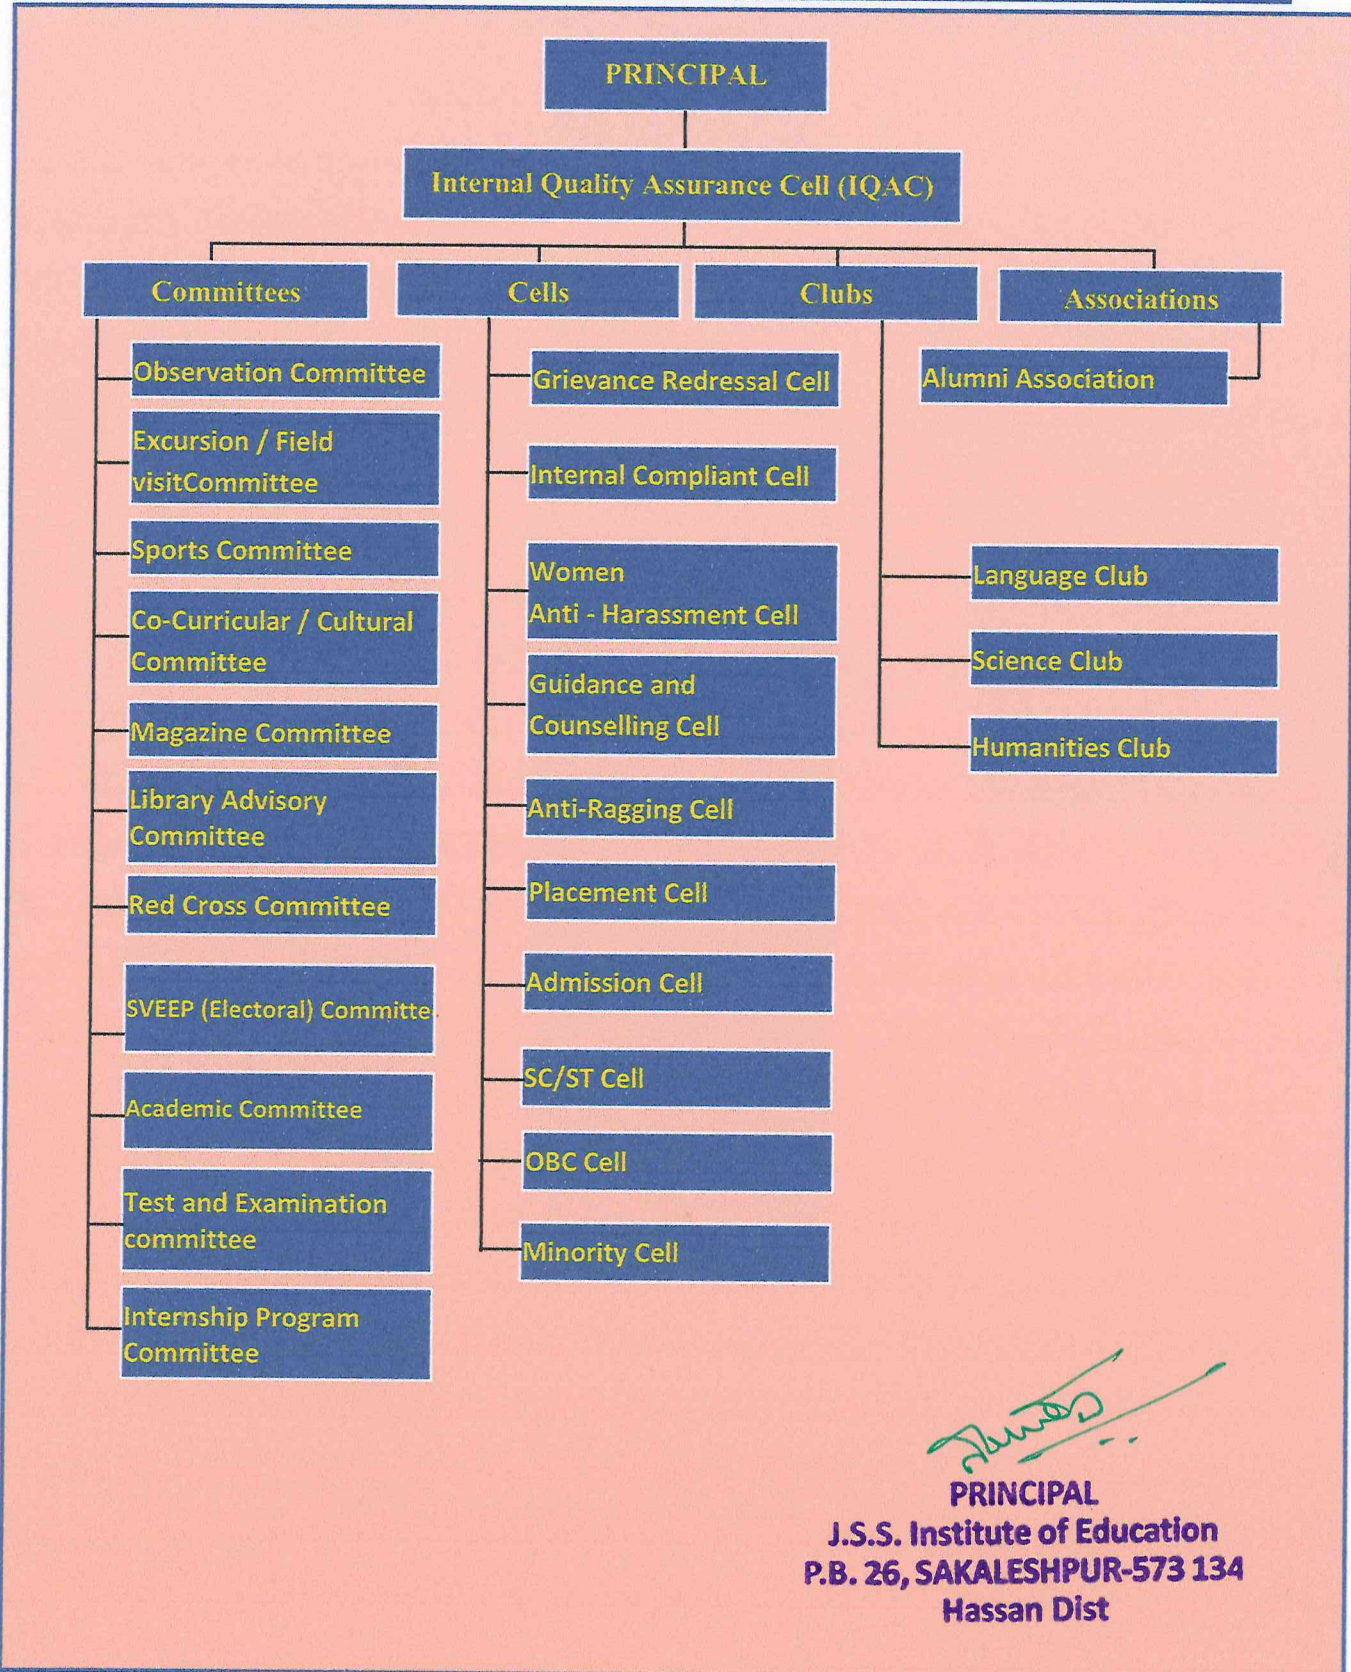 PRINCIPAL
Internal Quality Assurance Cell (IQAC)
Committees
Cells
Clubs
Associations
Observation Committee
Excursion / Field
visitCommittee
Sports Committee
Co-Curricular / Cultural
Committee
Magazine Committee
Library Advisory
Committee
Red Cross Committee
SVEEP (Electoral) Committe
Academic Committee
Test and Examination
committee
Internship Program
Committee
Grievance Redressal Cell
Internal Compliant Cell
Women
Anti - Harassment Cell
Guidance and
Counselling Cell
Anti-Ragging Cell
Placement Cell
Admission Cell
SC/ST Cell
OBC Cell
Minority Cell
Language Club
Science Club
Humanities Club
Alumni Association
PRINCIPAL
J.S.S. Institute of Education
P.B. 26, SAKALESHPUR-573 134
Hassan Dist